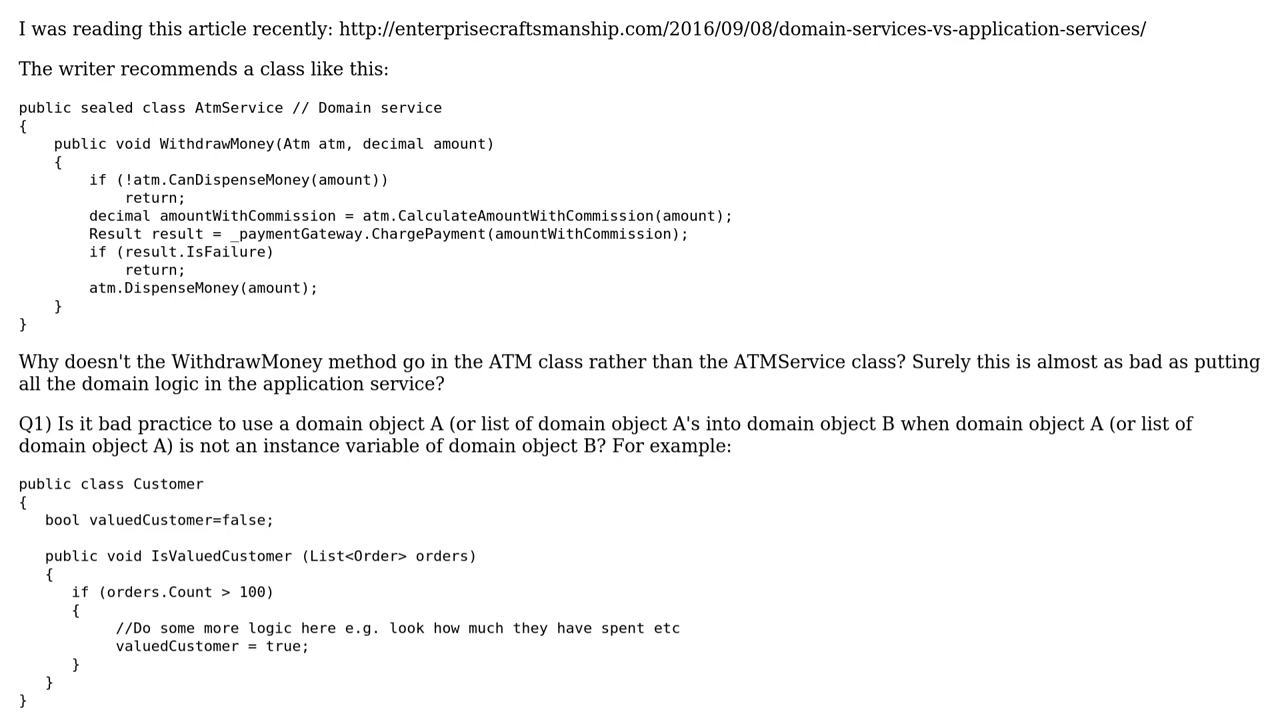 I was reading this article recently: http://enterprisecraftsmanship.com/2016/09/08/domain-services-vs-application-services/
The writer recommends a class like this:
public sealed class AtmService // Domain service
{
    public void WithdrawMoney(Atm atm, decimal amount)
    {
        if (!atm.CanDispenseMoney(amount))
            return;
        decimal amountWithCommission = atm.CalculateAmountWithCommission(amount);
        Result result = _paymentGateway.ChargePayment(amountWithCommission);
        if (result.IsFailure)
            return;
        atm.DispenseMoney(amount);
    }
}
Why doesn't the WithdrawMoney method go in the ATM class rather than the ATMService class? Surely this is almost as bad as putting
all the domain logic in the application service?
Q1) Is it bad practice to use a domain object A (or list of domain object A's into domain object B when domain object A (or list of
domain object A) is not an instance variable of domain object B? For example:
public class Customer
{
   bool valuedCustomer=false;
   public void IsValuedCustomer (List<Order> orders)
   {
      if (orders.Count > 100)
      {
           //Do some more logic here e.g. look how much they have spent etc
           valuedCustomer = true;
      }
   }
}